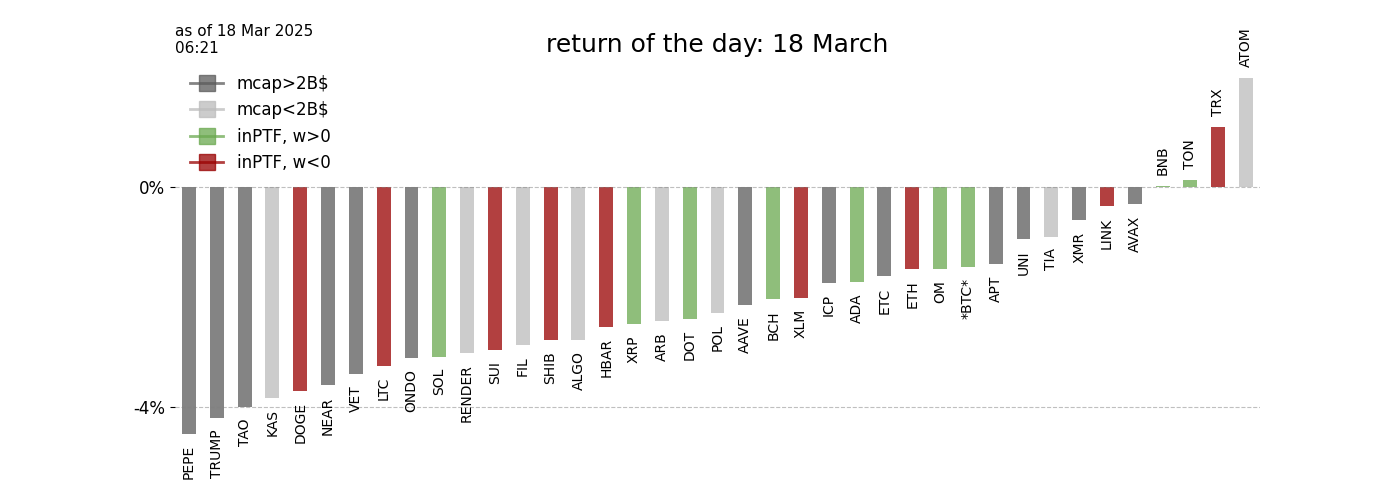 as of 18 Mar 2025
06:21
return of the day: 18 March
mcap>2B$
mcap<2B$
inPTF, w>0
inPTF, w<0
0%
-4%
PEPE
TRUMP
TAO
KAS
DOGE
NEAR
VET
LTC
ONDO
SOL
RENDER
SUI
FIL
SHIB
ALGO
HBAR
XRP
ARB
DOT
POL
AAVE
BCH
XLM
ICP
ADA
ETC
ETH
OM
*BTC*
APT
UNI
TIA
XMR
LINK
AVAX
BNB
TON
TRX
ATOM